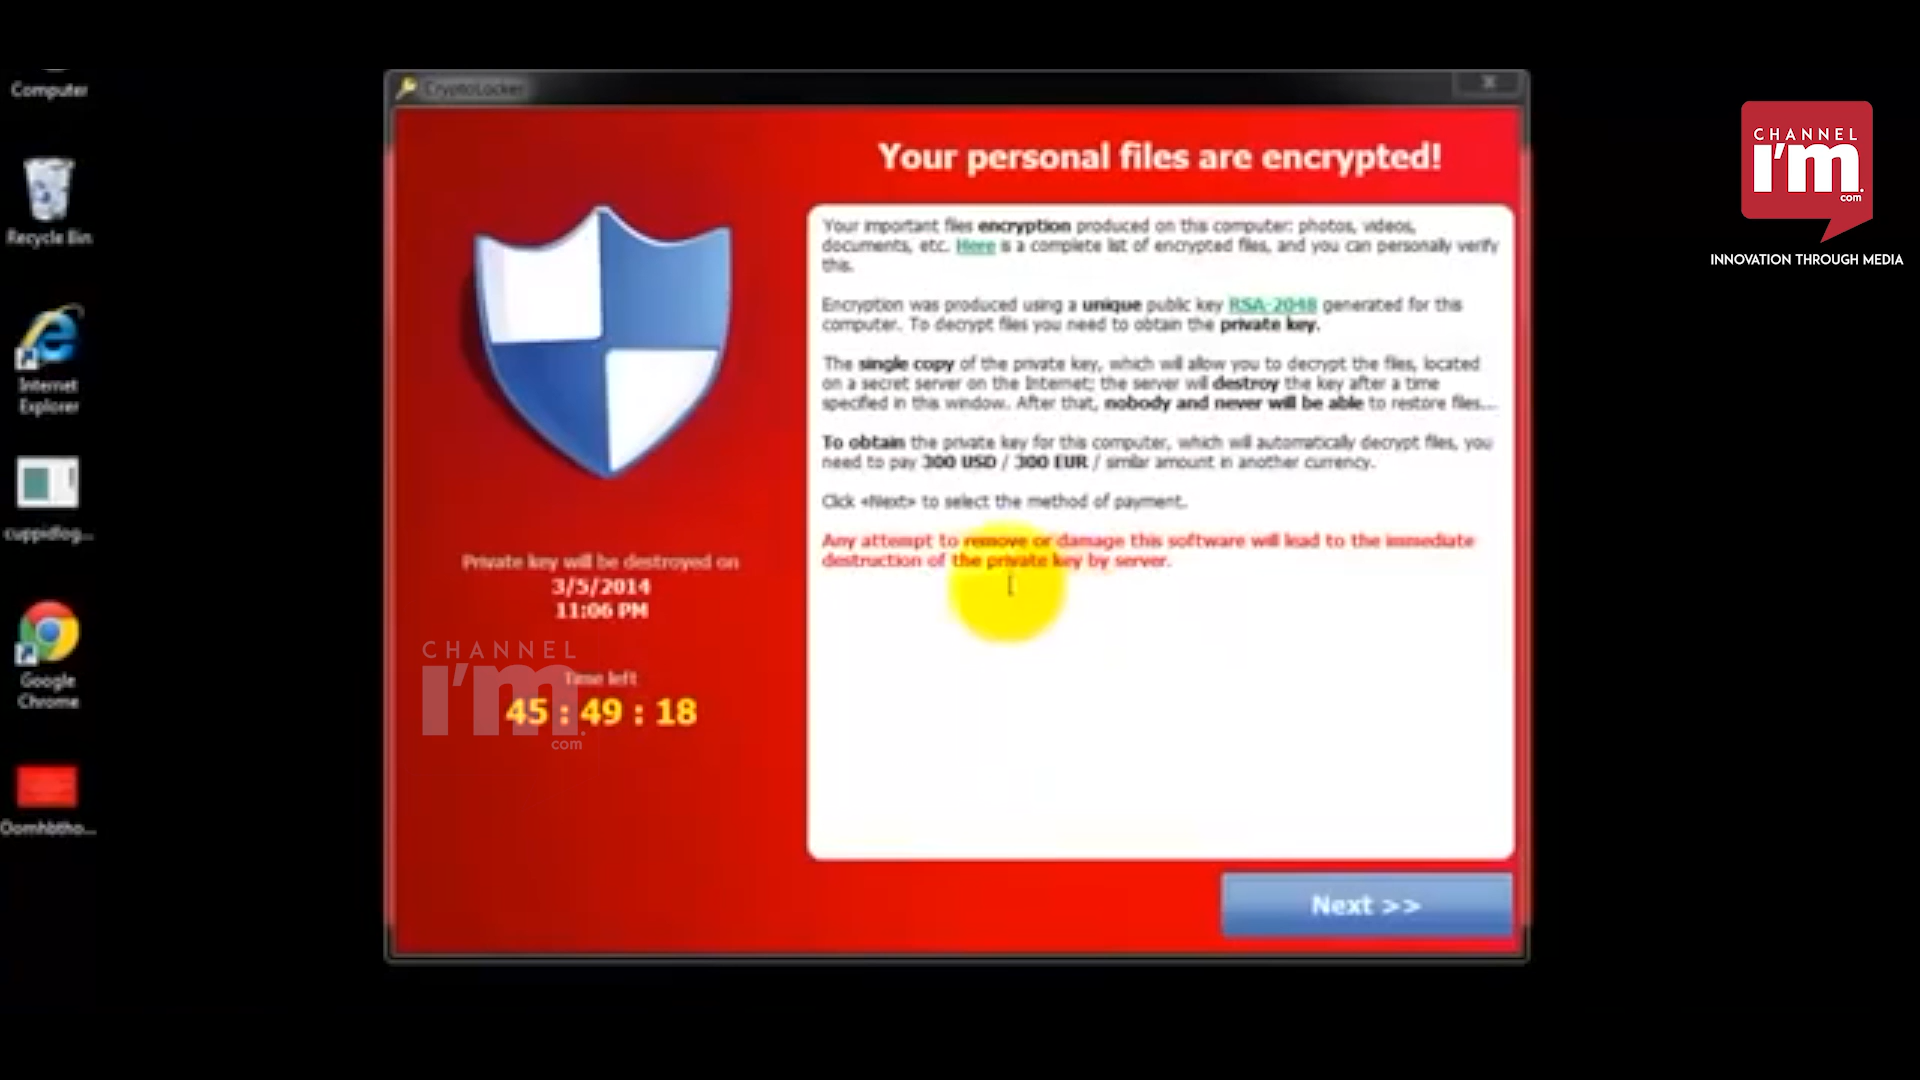 Computer
Recycle Bin
Internet
Explorer
cuppidlog...
Google
Chrome
CryptoLocker
Your personal files are encrypted!
Your important files encryption produced on this computer: photos, videos,
documents, etc. Here is a complete list of encrypted files, and you can personally verify
this.
Encryption was produced using a unique public key RSA-2048 generated for this
computer. To decrypt files you need to obtain the private key.
The single copy of the private key, which will allow you to decrypt the files, located
on a secret server on the Internet; the server will destroy the key after a time
specified in this window. After that, nobody and never will be able to restore files...
To obtain the private key for this computer, which will automatically decrypt files, you
need to pay 300 USD / 300 EUR / similar amount in another currency.
Click «Next» to select the method of payment.
Any attempt to remove or damage this software will lead to the immediate
destruction of the private key by server.
Private key will be destroyed on
3/5/2014
11:06 PM
Time left
45 : 49 : 18
CHANNEL
I'm.
com
Next >>
CHANNEL
I'm.
com
INNOVATION THROUGH MEDIA